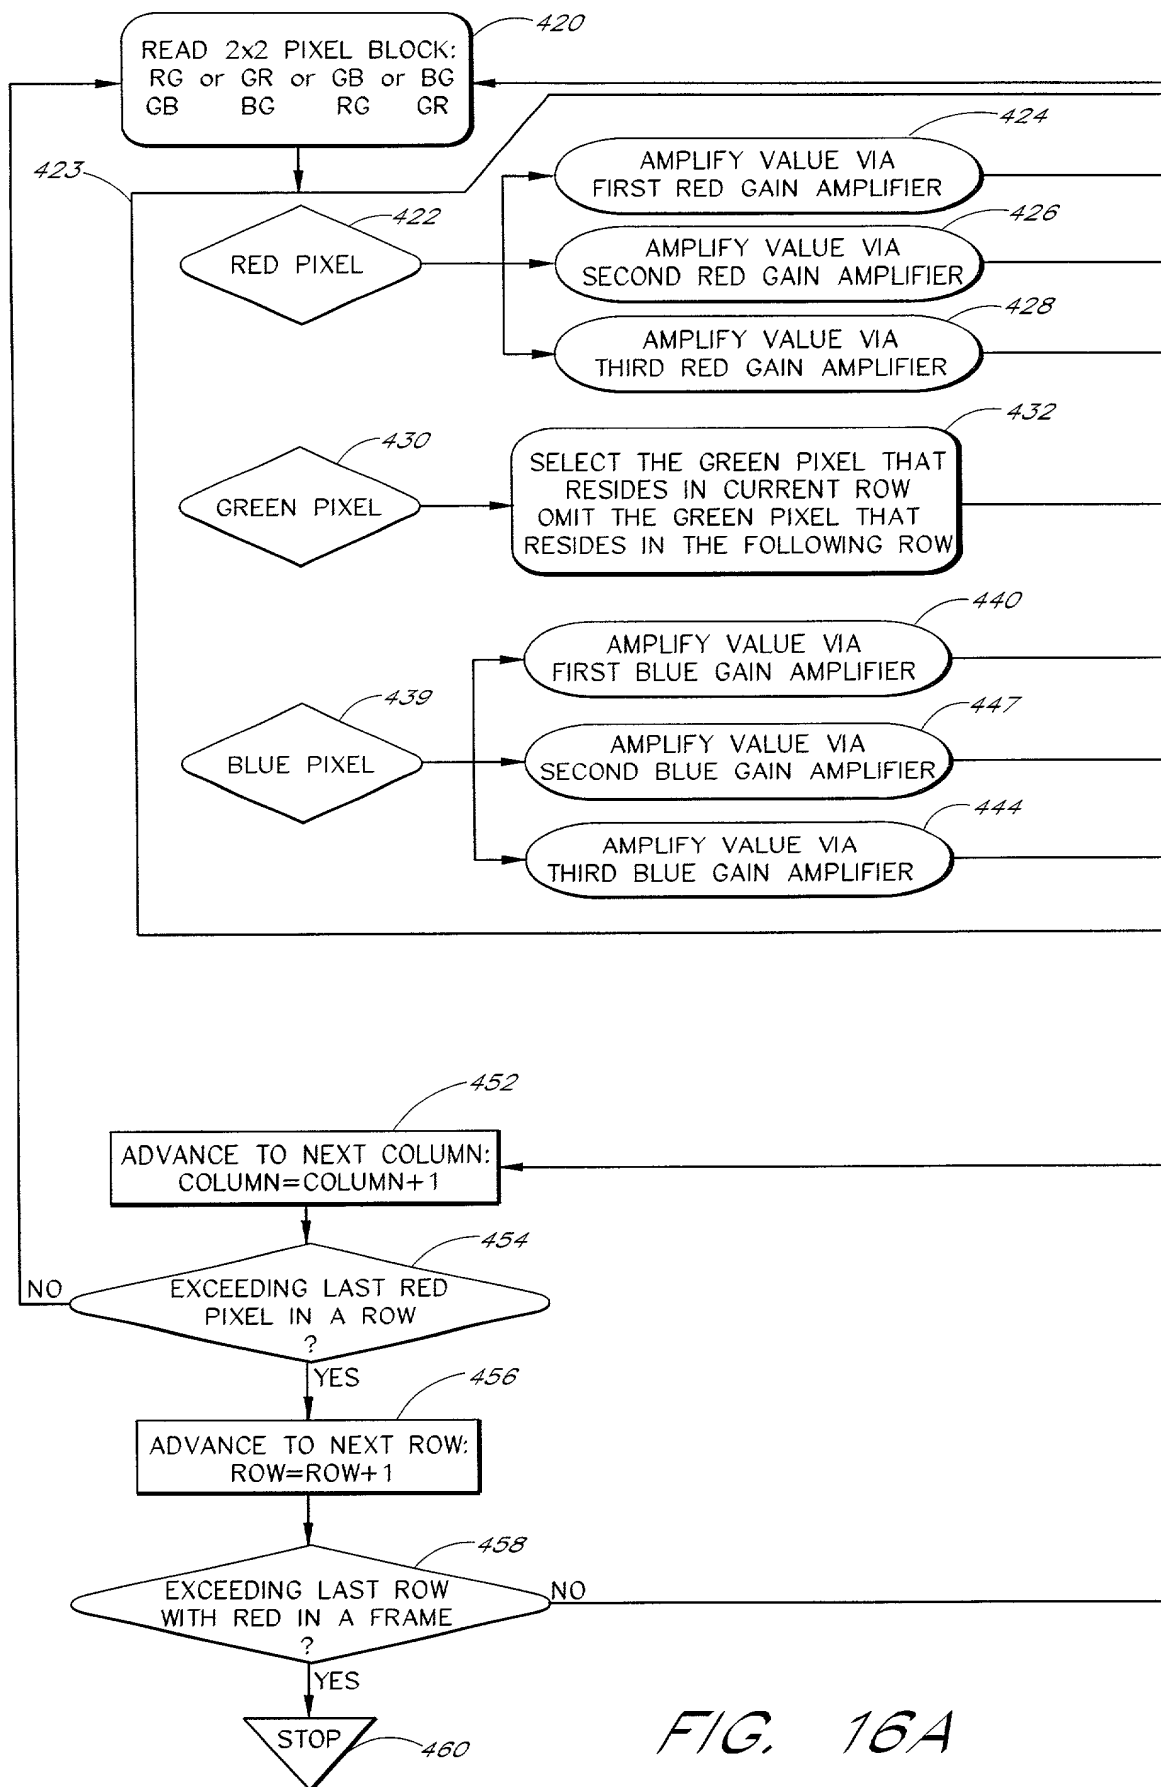 420
READ 2x2 PIXEL BLOCK:
RG or GR or GB or BG
GB BG RG GR
423
422
RED PIXEL
424
AMPLIFY VALUE VIA
FIRST RED GAIN AMPLIFIER
426
AMPLIFY VALUE VIA
SECOND RED GAIN AMPLIFIER
428
AMPLIFY VALUE VIA
THIRD RED GAIN AMPLIFIER
430
GREEN PIXEL
432
SELECT THE GREEN PIXEL THAT
RESIDES IN CURRENT ROW
OMIT THE GREEN PIXEL THAT
RESIDES IN THE FOLLOWING ROW
439
BLUE PIXEL
440
AMPLIFY VALUE VIA
FIRST BLUE GAIN AMPLIFIER
447
AMPLIFY VALUE VIA
SECOND BLUE GAIN AMPLIFIER
444
AMPLIFY VALUE VIA
THIRD BLUE GAIN AMPLIFIER
452
ADVANCE TO NEXT COLUMN:
COLUMN=COLUMN+1
454
EXCEEDING LAST RED
PIXEL IN A ROW
?
NO
YES
456
ADVANCE TO NEXT ROW:
ROW=ROW+1
458
EXCEEDING LAST ROW
WITH RED IN A FRAME
?
NO
YES
STOP
460
FIG. 16A